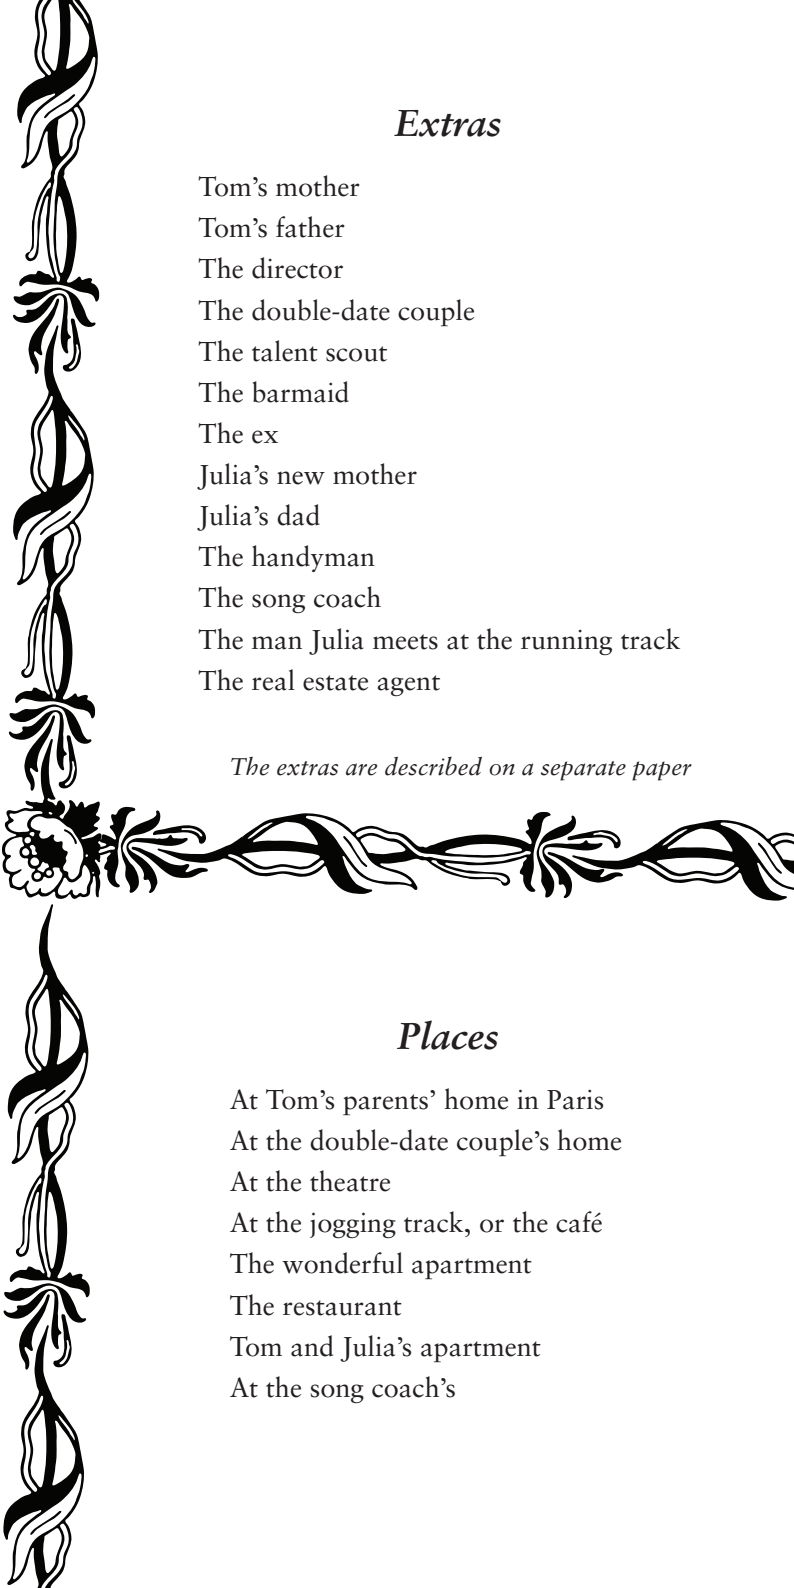 Extras
Tom’s mother
Tom’s father
The director
The double-date couple
The talent scout
The barmaid
The ex
Julia’s new mother
Julia’s dad
The handyman
The song coach
The man Julia meets at the running track
The real estate agent
The extras are described on a separate paper
Places
At Tom’s parents’ home in Paris
At the double-date couple’s home
At the theatre
At the jogging track, or the café
The wonderful apartment
The restaurant
Tom and Julia’s apartment
At the song coach’s